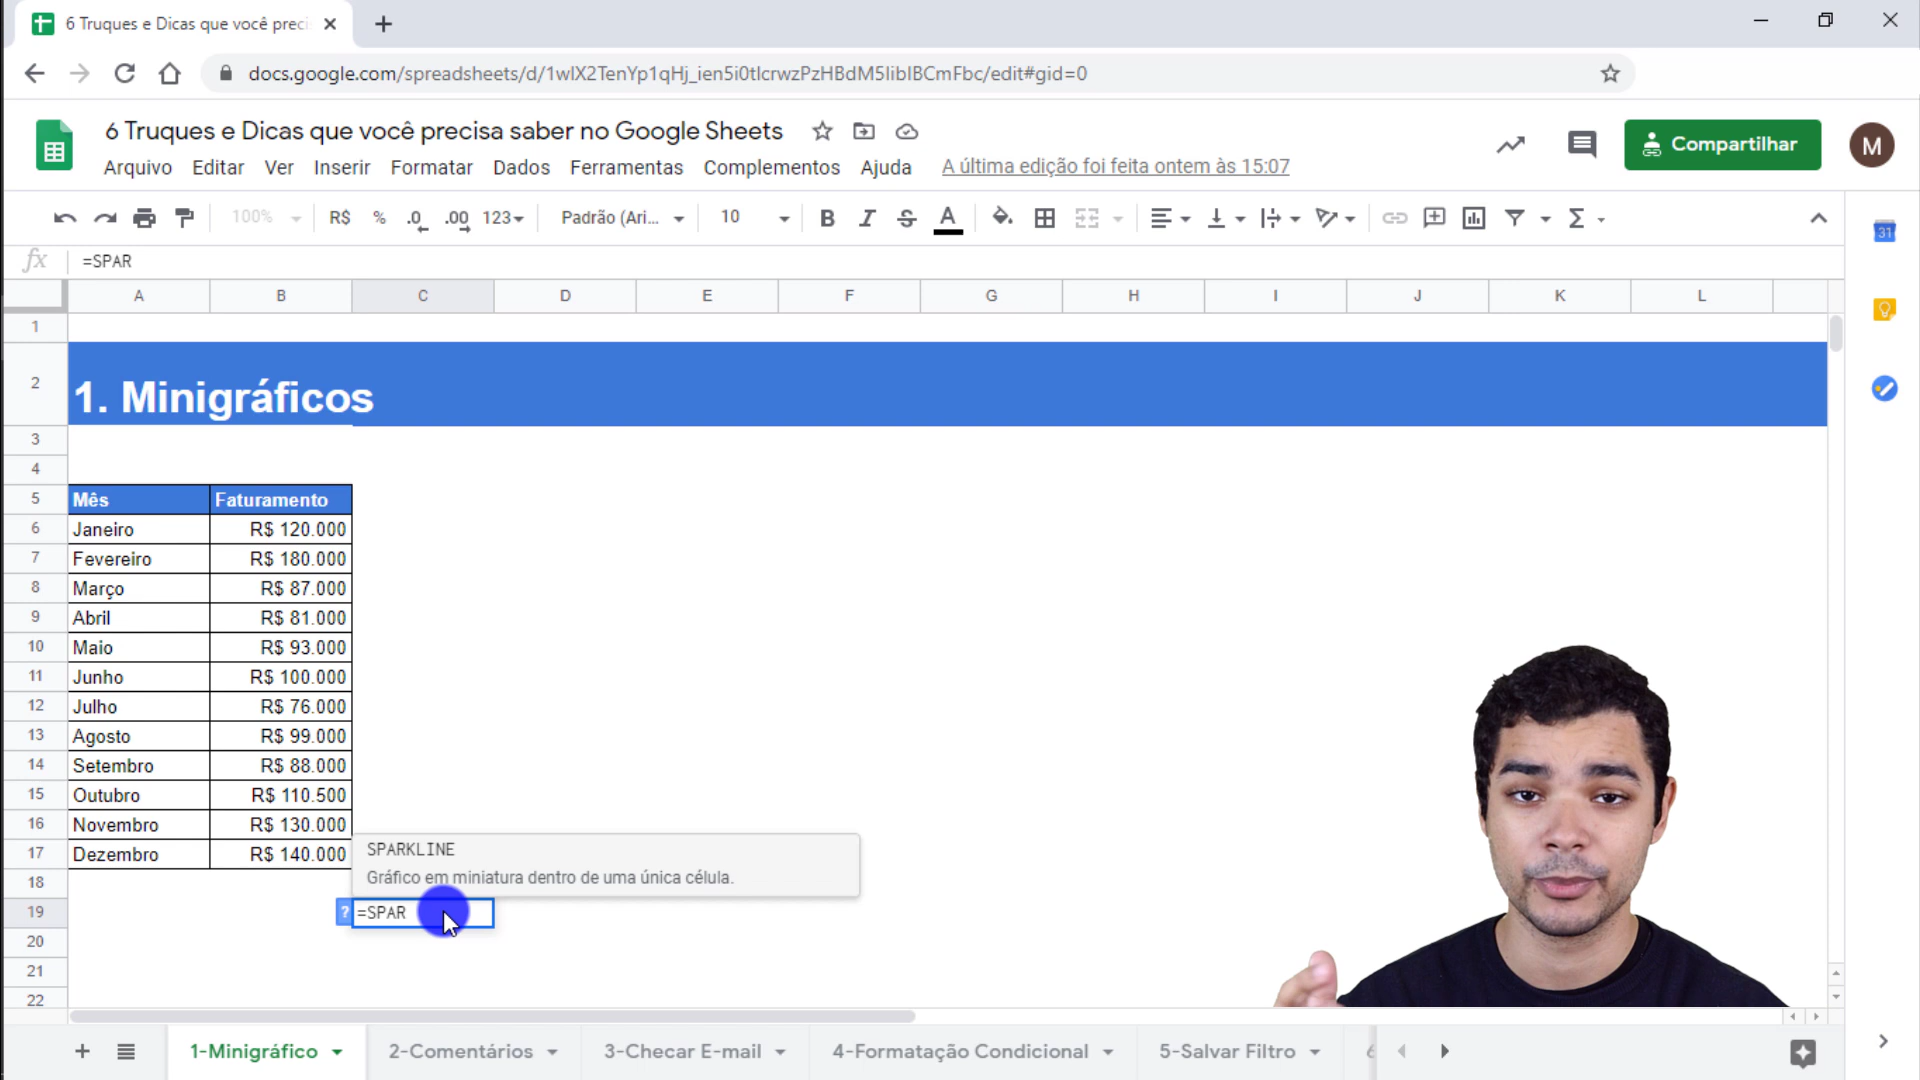 6 Truques e Dicas que você preci
docs.google.com/spreadsheets/d/1wlX2TenYp1qHj_ien5i0tIcrwzPzHBdM5IibIBCmFbc/edit#gid=0
6 Truques e Dicas que você precisa saber no Google Sheets
Arquivo Editar Ver Inserir Formatar Dados Ferramentas Complementos Ajuda A última edição foi feita ontem às 15:07
Compartilhar
M
100% R$ % .0 .00 123 Padrão (Ari... 10 B I S A Σ
31
fx =SPAR
A B C D E F G H I J K L
1
2 1. Minigráficos
3
4
5 Mês Faturamento
6 Janeiro R$ 120.000
7 Fevereiro R$ 180.000
8 Março R$ 87.000
9 Abril R$ 81.000
10 Maio R$ 93.000
11 Junho R$ 100.000
12 Julho R$ 76.000
13 Agosto R$ 99.000
14 Setembro R$ 88.000
15 Outubro R$ 110.500
16 Novembro R$ 130.000
17 Dezembro R$ 140.000
SPARKLINE
Gráfico em miniatura dentro de uma única célula.
18
19 ? =SPAR
20
21
22
1-Minigráfico 2-Comentários 3-Checar E-mail 4-Formatação Condicional 5-Salvar Filtro